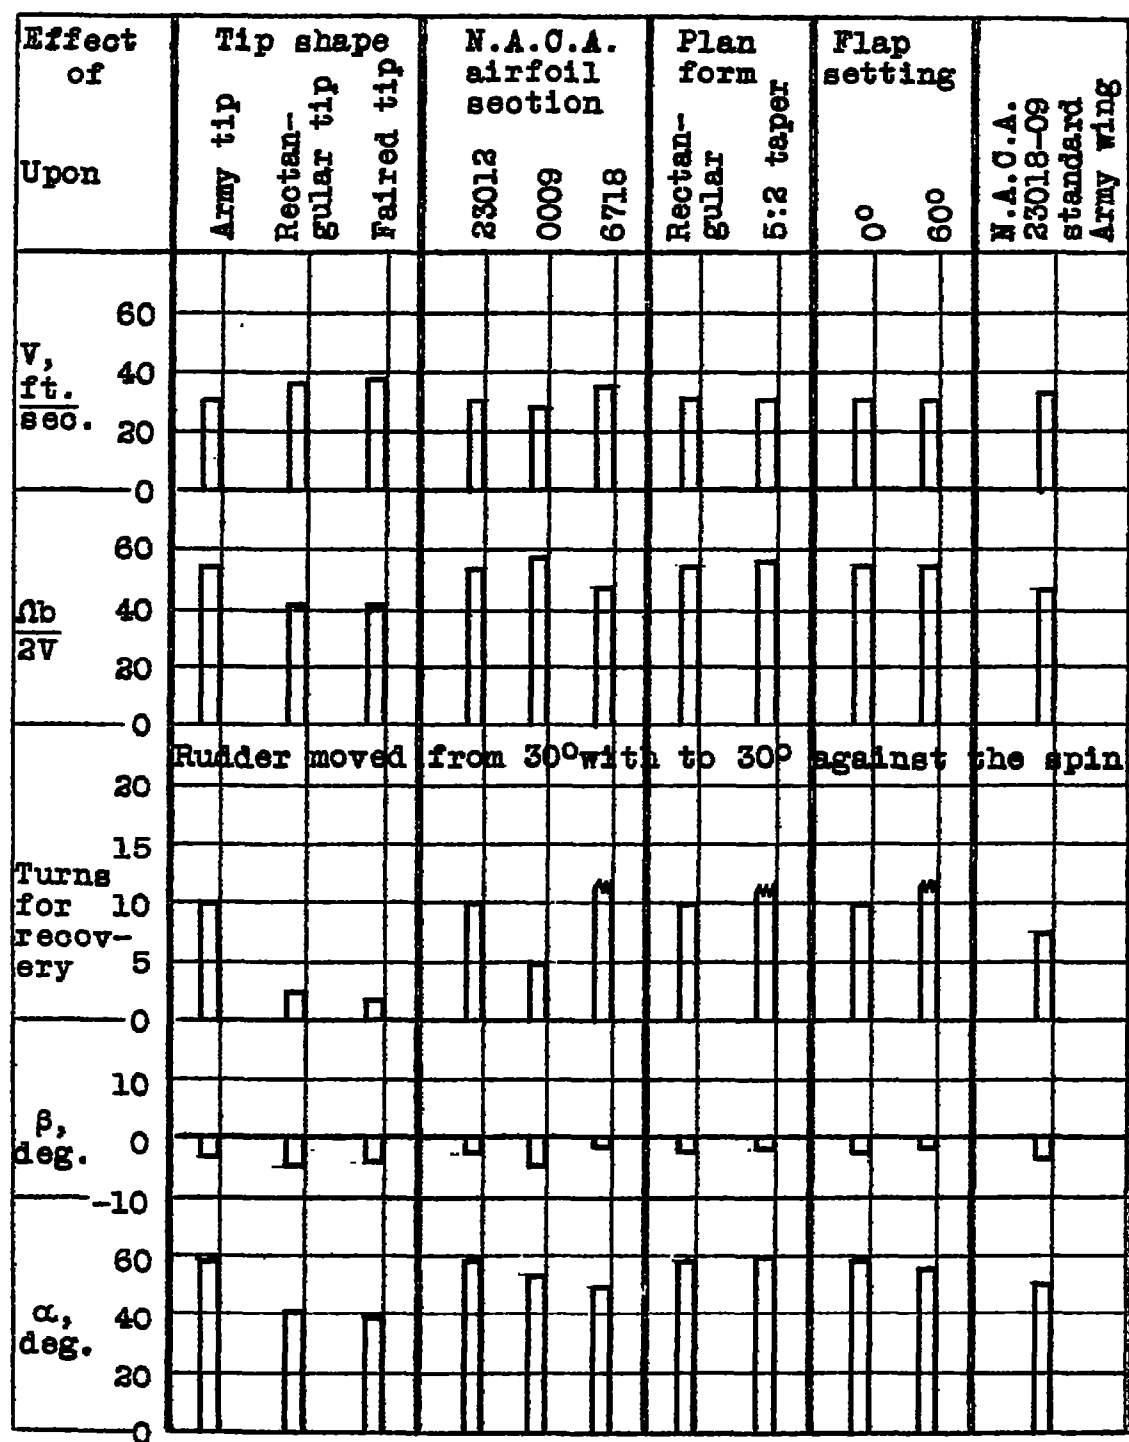 Effect of
Upon
Tip shape
Army tip
Rectan-
gular tip
Faired tip
N.A.C.A.
airfoil
section
23012
0009
6718
Plan
form
Rectan-
gular
5:2 taper
Flap
setting
0°
60°
N.A.C.A.
23018-09
standard
Army wing
V,
ft.
sec.
60
40
20
0
Ωb
2V
60
40
20
0
Rudder moved from 30° with to 30° against the spin
Turns
for
recov-
ery
20
15
10
5
0
β,
deg.
10
0
-10
α,
deg.
60
40
20
0